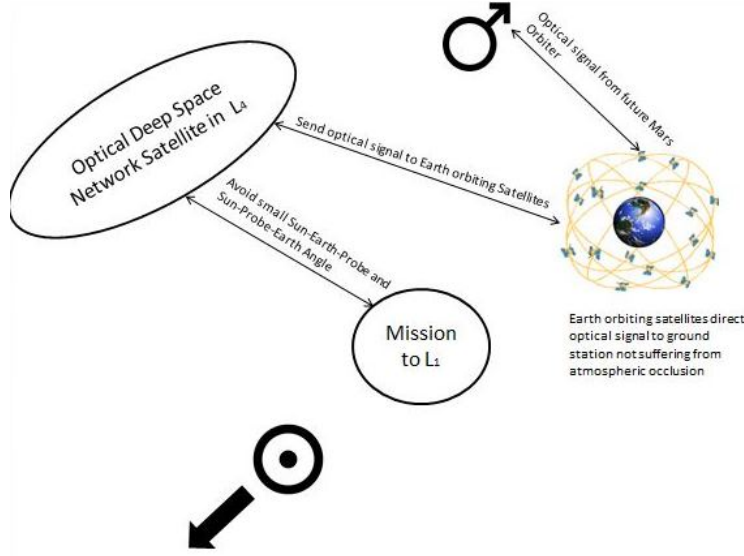 Optical signal from future Mars
Orbiter
Optical Deep Space
Network Satellite in L₄
Send optical signal to Earth orbiting Satellites
Avoid small Sun-Earth-Probe and
Sun-Probe-Earth Angle
Mission
to L₁
Earth orbiting satellites direct
optical signal to ground
station not suffering from
atmospheric occlusion